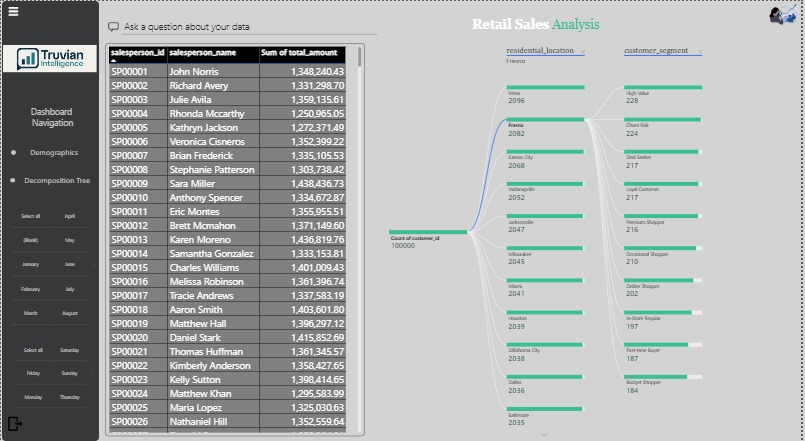 Truvian
Intelligence
Dashboard
Navigation
Demographics
Decomposition Tree
Select all April
(Blank) May
January June
February July
March August
Select all Saturday
Friday Sunday
Monday Thursday
Ask a question about your data
salesperson_id salesperson_name Sum of total_amount
SP00001 John Norris 1,348,240.43
SP00002 Richard Avery 1,331,298.70
SP00003 Julie Avila 1,359,135.61
SP00004 Rhonda Mccarthy 1,250,965.05
SP00005 Kathryn Jackson 1,272,371.49
SP00006 Veronica Cisneros 1,352,399.22
SP00007 Brian Frederick 1,335,105.53
SP00008 Stephanie Patterson 1,303,738.42
SP00009 Sara Miller 1,438,436.73
SP00010 Anthony Spencer 1,334,672.87
SP00011 Eric Montes 1,355,955.51
SP00012 Brett Mcmahon 1,371,149.60
SP00013 Karen Moreno 1,436,819.76
SP00014 Samantha Gonzalez 1,333,153.81
SP00015 Charles Williams 1,401,009.43
SP00016 Melissa Robinson 1,361,396.74
SP00017 Tracie Andrews 1,337,583.19
SP00018 Aaron Smith 1,403,601.80
SP00019 Matthew Hall 1,396,297.12
SP00020 Daniel Stark 1,415,852.69
SP00021 Thomas Huffman 1,361,345.57
SP00022 Kimberly Anderson 1,358,427.65
SP00023 Kelly Sutton 1,398,414.65
SP00024 Matthew Khan 1,295,583.99
SP00025 Maria Lopez 1,325,030.63
SP00026 Nathaniel Hill 1,352,559.64
Retail Sales Analysis
residential_location customer_segment
Fresno
Count of customer_id
100000
Mesa
2096
Fresno
2082
Kansas City
2068
Indianapolis
2052
Jacksonville
2047
Milwaukee
2045
Miami
2041
Houston
2039
Oklahoma City
2038
Dallas
2036
Baltimore
2035
High Value
228
Churn Risk
224
Deal Seeker
217
Loyal Customer
217
Premium Shopper
216
Occasional Shopper
210
Online Shopper
202
In-Store Regular
197
First-time Buyer
187
Budget Shopper
184